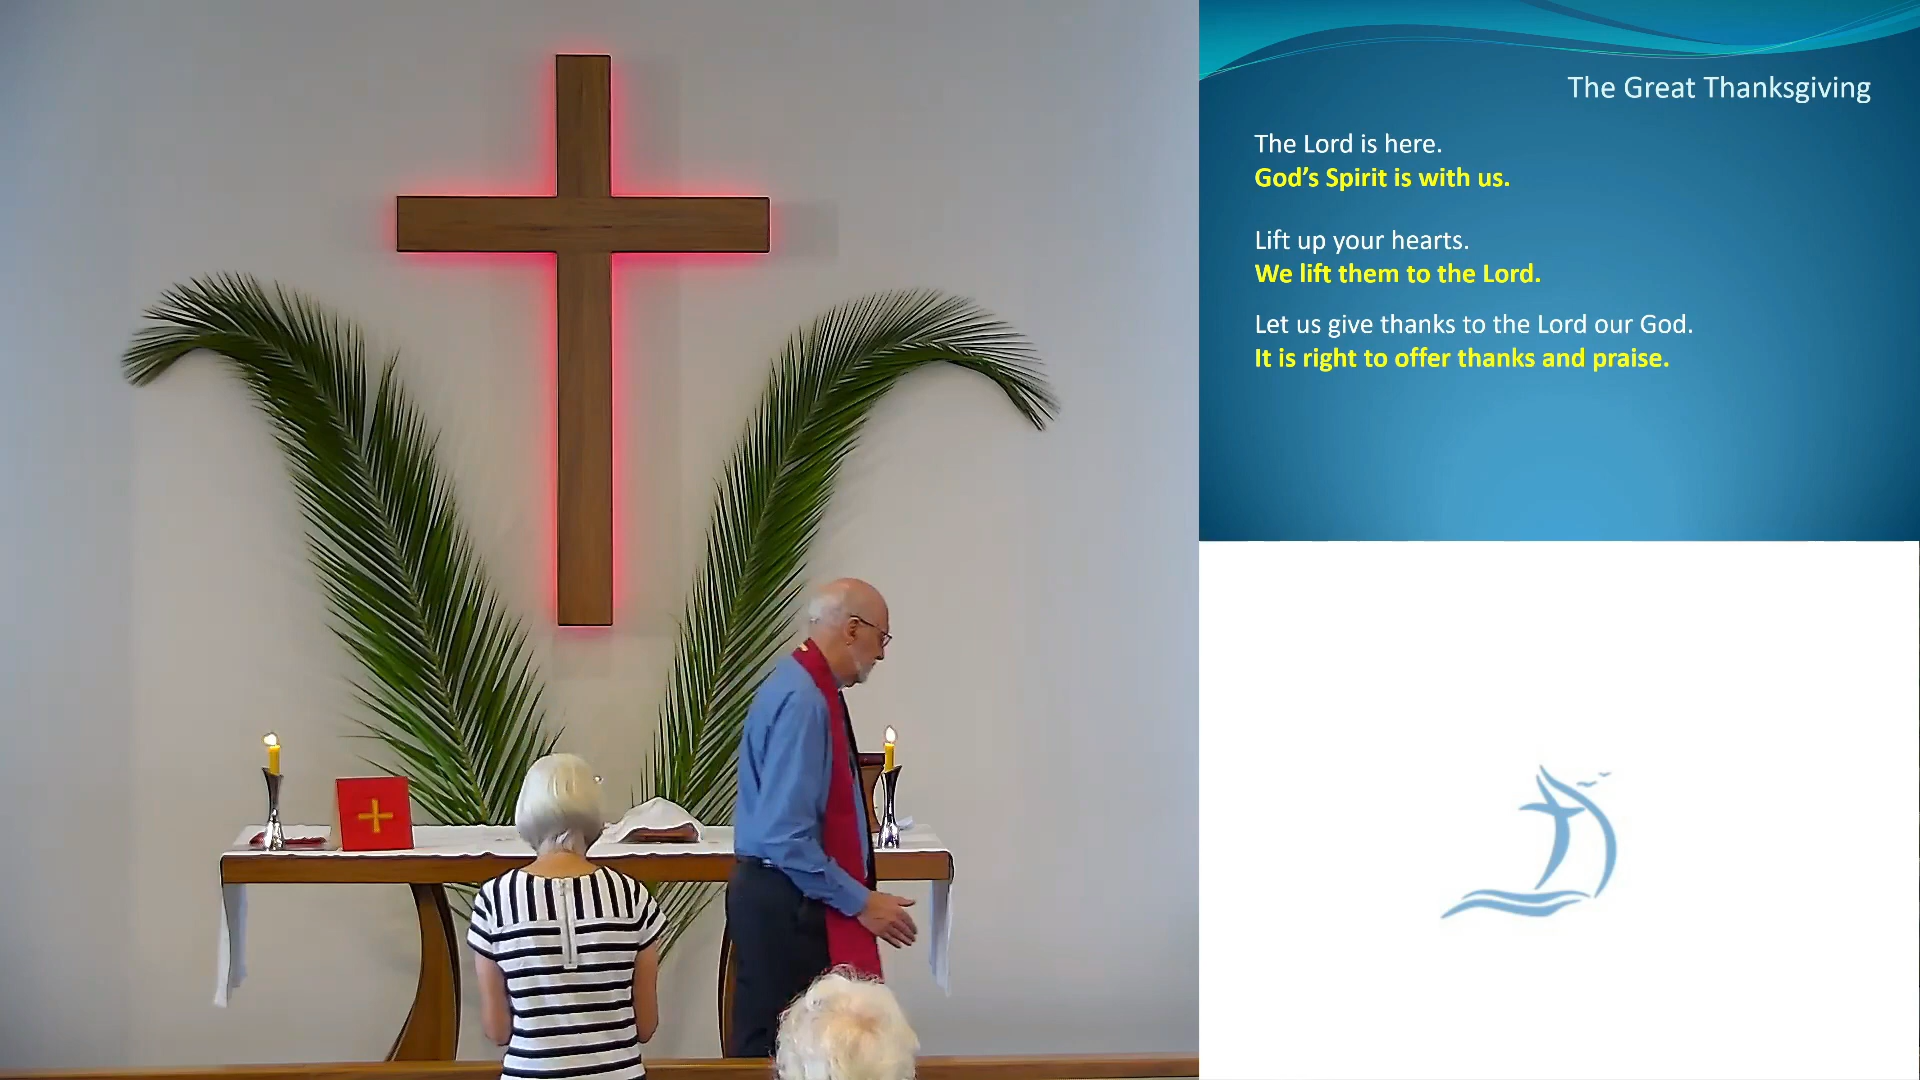 The Great Thanksgiving
The Lord is here.
God’s Spirit is with us.
Lift up your hearts.
We lift them to the Lord.
Let us give thanks to the Lord our God.
It is right to offer thanks and praise.